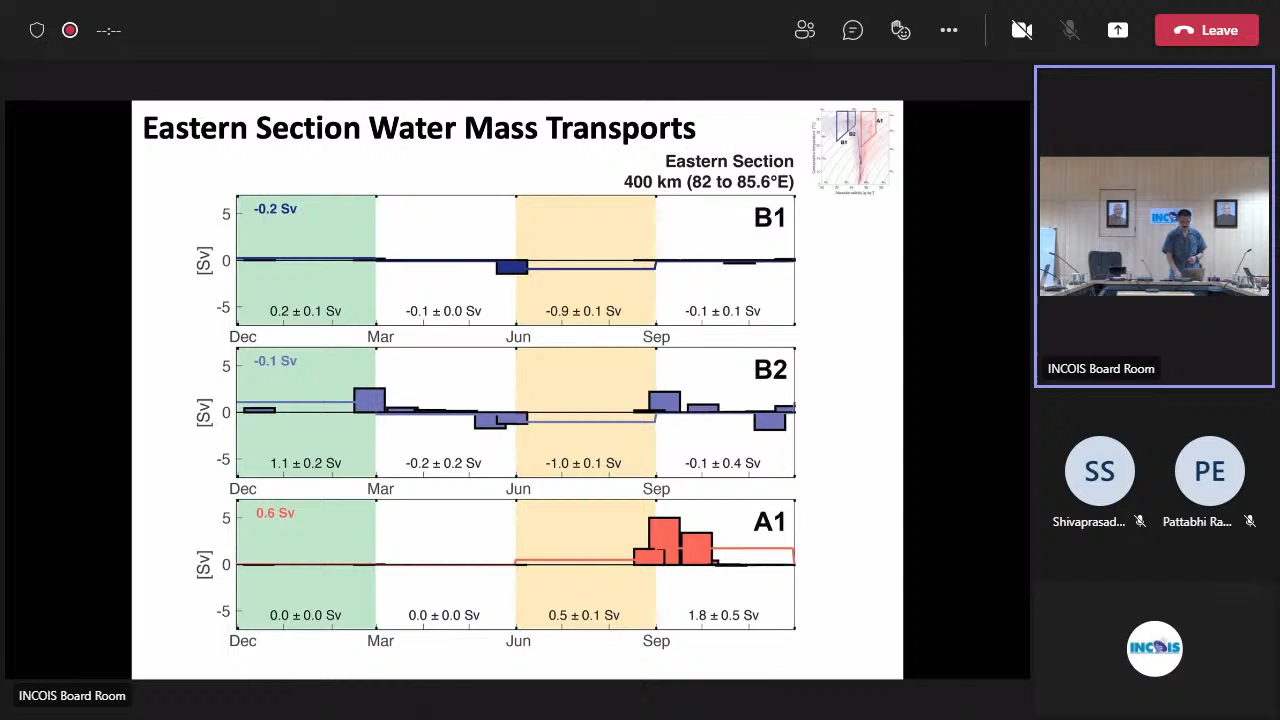 --:--
Leave
Eastern Section Water Mass Transports
A1
B2
B1
Eastern Section
400 km (82 to 85.6°E)
-0.2 Sv
B1
5
0
-5
[Sv]
0.2 ± 0.1 Sv
-0.1 ± 0.0 Sv
-0.9 ± 0.1 Sv
-0.1 ± 0.1 Sv
Dec
Mar
Jun
Sep
-0.1 Sv
B2
5
0
-5
[Sv]
1.1 ± 0.2 Sv
-0.2 ± 0.2 Sv
-1.0 ± 0.1 Sv
-0.1 ± 0.4 Sv
Dec
Mar
Jun
Sep
0.6 Sv
A1
5
0
-5
[Sv]
0.0 ± 0.0 Sv
0.0 ± 0.0 Sv
0.5 ± 0.1 Sv
1.8 ± 0.5 Sv
Dec
Mar
Jun
Sep
INCOIS Board Room
INCOIS Board Room
SS
PE
Shivaprasad...
Pattabhi Ra...
INCOIS